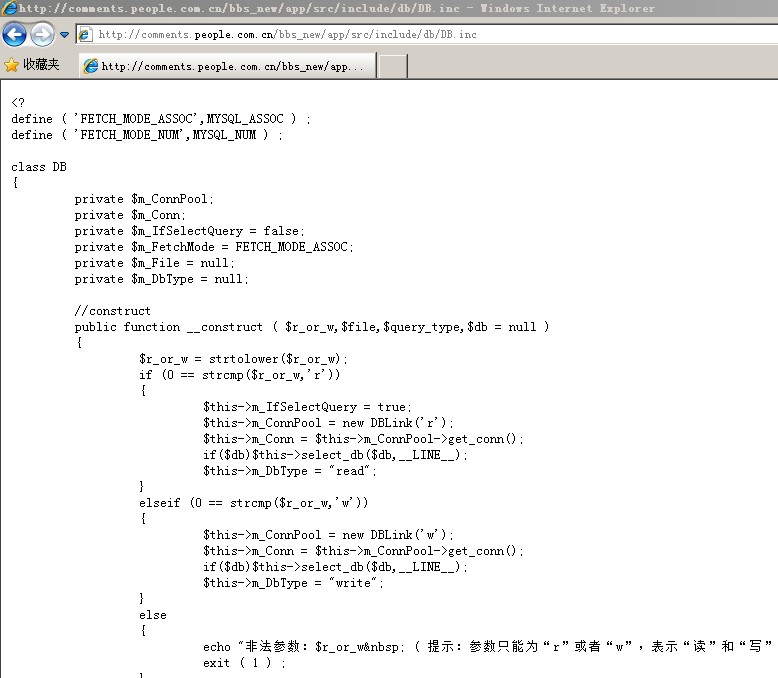 http://comments.people.com.cn/bbs_new/app/src/include/db/DB.inc - Windows Internet Explorer
http://comments.people.com.cn/bbs_new/app/src/include/db/DB.inc
收藏夹
http://comments.people.com.cn/bbs_new/app...
<?
define ( 'FETCH_MODE_ASSOC',MYSQL_ASSOC ) ;
define ( 'FETCH_MODE_NUM',MYSQL_NUM ) ;
class DB
{
private $m_ConnPool;
private $m_Conn;
private $m_IfSelectQuery = false;
private $m_FetchMode = FETCH_MODE_ASSOC;
private $m_File = null;
private $m_DbType = null;
//construct
public function __construct ( $r_or_w,$file,$query_type,$db = null )
{
$r_or_w = strtolower($r_or_w);
if (0 == strcmp($r_or_w,'r'))
{
$this->m_IfSelectQuery = true;
$this->m_ConnPool = new DBLink('r');
$this->m_Conn = $this->m_ConnPool->get_conn();
if($db)$this->select_db($db,__LINE__);
$this->m_DbType = "read";
}
elseif (0 == strcmp($r_or_w,'w'))
{
$this->m_ConnPool = new DBLink('w');
$this->m_Conn = $this->m_ConnPool->get_conn();
if($db)$this->select_db($db,__LINE__);
$this->m_DbType = "write";
}
else
{
echo "非法参数：$r_or_w&nbsp; ( 提示：参数只能为“r”或者“w”，表示“读”和“写”
exit ( 1 ) ;